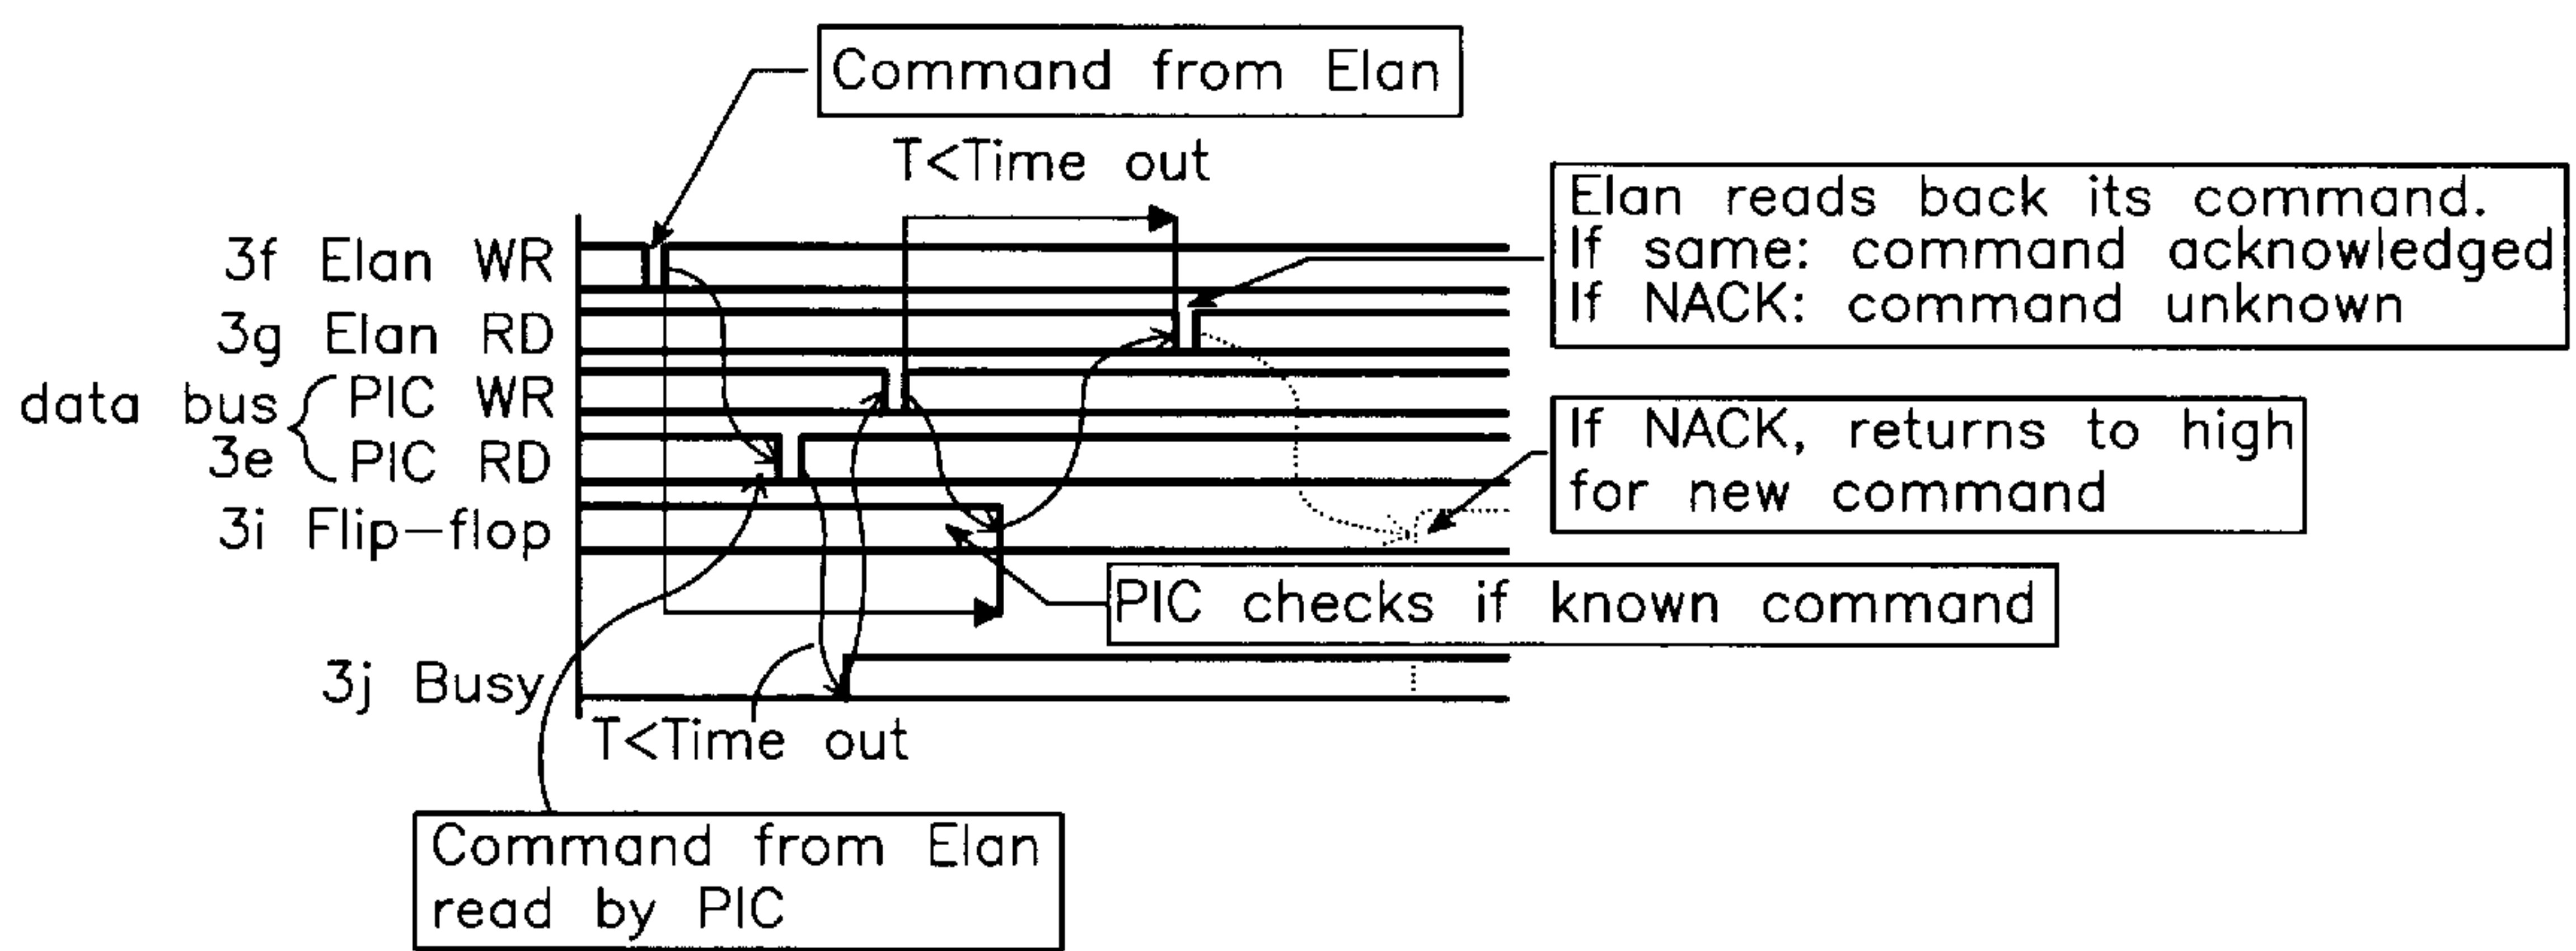 Command from Elan
T<Time out
Elan reads back its command.
If same: command acknowledged
If NACK: command unknown
3f Elan WR
3g Elan RD
data bus
PIC WR
3e
PIC RD
3i Flip-flop
If NACK, returns to high
for new command
PIC checks if known command
3j Busy
T<Time out
Command from Elan
read by PIC